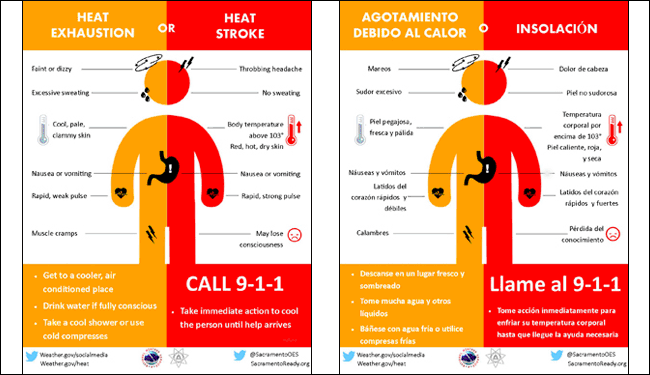 HEAT
EXHAUSTION
OR
HEAT
STROKE
Faint or dizzy
Throbbing headache
Excessive sweating
No sweating
Cool, pale,
clammy skin
Body temperature
above 103°
Red, hot, dry skin
Nausea or vomiting
Nausea or vomiting
Rapid, weak pulse
Rapid, strong pulse
Muscle cramps
May lose
consciousness
• Get to a cooler, air
conditioned place
• Drink water if fully conscious
• Take a cool shower or use
cold compresses
CALL 9-1-1
• Take immediate action to cool
the person until help arrives
Weather.gov/socialmedia
Weather.gov/heat
@SacramentoOES
SacramentoReady.org
AGOTAMIENTO
DEBIDO AL CALOR
O
INSOLACIÓN
Mareos
Dolor de cabeza
Sudor excesivo
Piel no sudorosa
Piel pegajosa,
fresca y pálida
Temperatura
corporal por
encima de 103°
Piel caliente, roja,
y seca
Náuseas y vómitos
Náuseas y vómitos
Latidos del
corazón rápidos y
débiles
Latidos del corazón
rápidos y fuertes
Calambres
Pérdida del
conocimiento
• Descanse en un lugar fresco y
sombreado
• Tome mucha agua y otros
líquidos
• Báñese con agua fría o utilice
compresas frías
Llame al 9-1-1
• Tome acción inmediatamente para
enfriar su temperatura corporal
hasta que llegue la ayuda necesaria
Weather.gov/socialmedia
Weather.gov/heat
@SacramentoOES
SacramentoReady.org